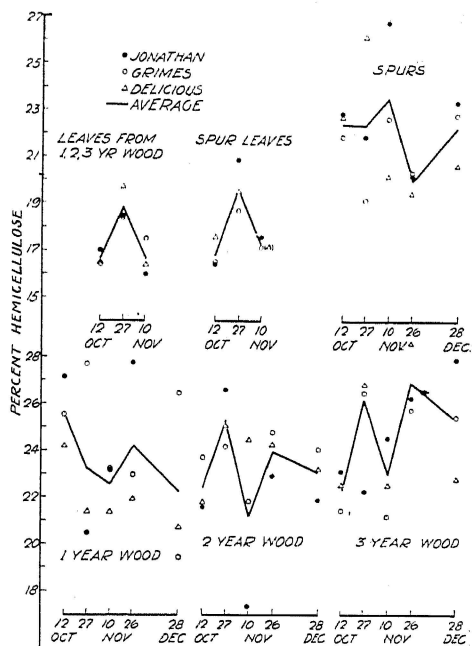 PERCENT HEMICELLULOSE
27
25
23
21
19
17
15
28
26
24
22
20
18
• JONATHAN
○ GRIMES
△ DELICIOUS
— AVERAGE
LEAVES FROM
1, 2, 3 YR WOOD
12 27 10
OCT NOV
SPUR LEAVES
12 27 10
OCT NOV
SPURS
12 27 10 26 28
OCT NOV. DEC.
1 YEAR WOOD
12 27 10 26 28
OCT NOV DEC
2 YEAR WOOD
12 27 10 26 28
OCT NOV DEC.
3 YEAR WOOD
12 27 10 26 28
OCT NOV DEC